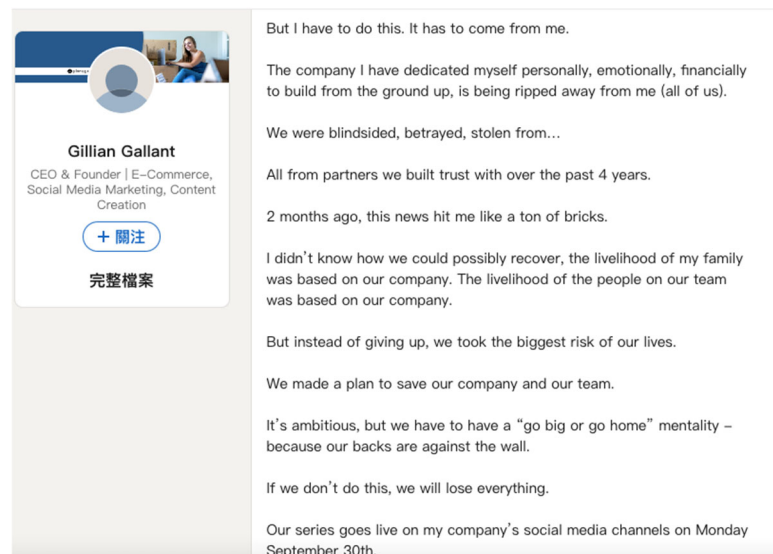 Gillian Gallant
CEO & Founder | E-Commerce,
Social Media Marketing, Content
Creation
+ 關注
完整檔案
But I have to do this. It has to come from me.
The company I have dedicated myself personally, emotionally, financially
to build from the ground up, is being ripped away from me (all of us).
We were blindsided, betrayed, stolen from…
All from partners we built trust with over the past 4 years.
2 months ago, this news hit me like a ton of bricks.
I didn't know how we could possibly recover, the livelihood of my family
was based on our company. The livelihood of the people on our team
was based on our company.
But instead of giving up, we took the biggest risk of our lives.
We made a plan to save our company and our team.
It's ambitious, but we have to have a “go big or go home” mentality –
because our backs are against the wall.
If we don't do this, we will lose everything.
Our series goes live on my company's social media channels on Monday
September 30th.